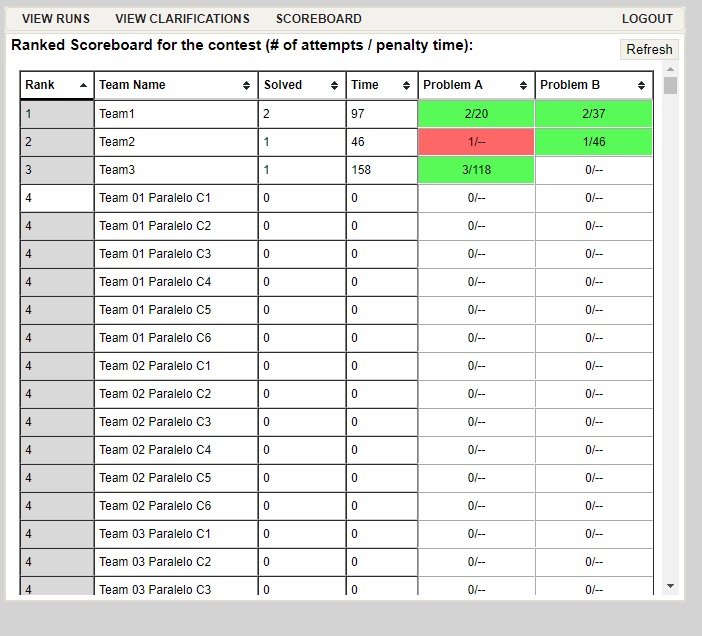 VIEW RUNS VIEW CLARIFICATIONS SCOREBOARD LOGOUT
Ranked Scoreboard for the contest (# of attempts / penalty time):
Refresh
Rank Team Name Solved Time Problem A Problem B
1 Team1 2 97 2/20 2/37
2 Team2 1 46 1/-- 1/46
3 Team3 1 158 3/118 0/--
4 Team 01 Paralelo C1 0 0 0/-- 0/--
4 Team 01 Paralelo C2 0 0 0/-- 0/--
4 Team 01 Paralelo C3 0 0 0/-- 0/--
4 Team 01 Paralelo C4 0 0 0/-- 0/--
4 Team 01 Paralelo C5 0 0 0/-- 0/--
4 Team 01 Paralelo C6 0 0 0/-- 0/--
4 Team 02 Paralelo C1 0 0 0/-- 0/--
4 Team 02 Paralelo C2 0 0 0/-- 0/--
4 Team 02 Paralelo C3 0 0 0/-- 0/--
4 Team 02 Paralelo C4 0 0 0/-- 0/--
4 Team 02 Paralelo C5 0 0 0/-- 0/--
4 Team 02 Paralelo C6 0 0 0/-- 0/--
4 Team 03 Paralelo C1 0 0 0/-- 0/--
4 Team 03 Paralelo C2 0 0 0/-- 0/--
4 Team 03 Paralelo C3 0 0 0/-- 0/--